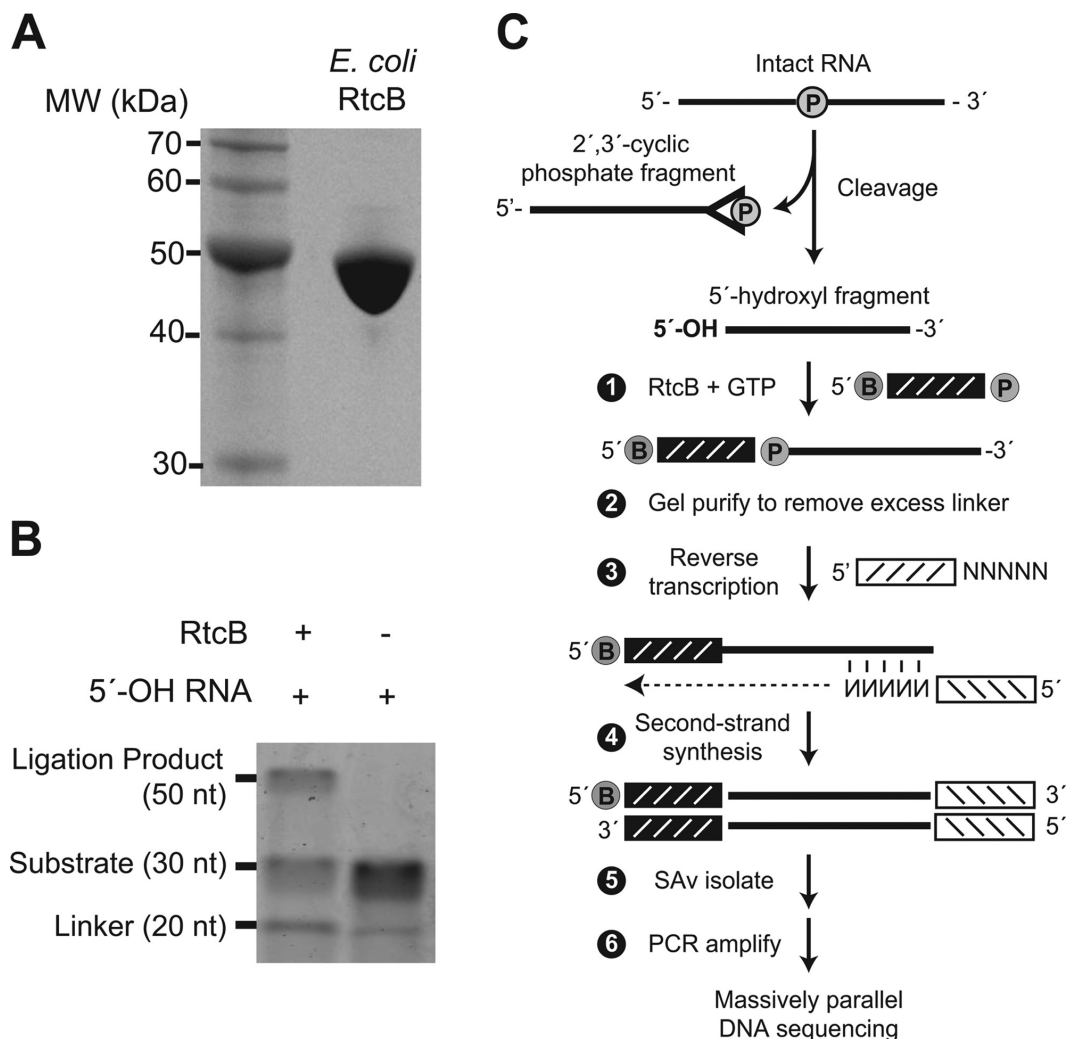 A
E. coli
RtcB
MW (kDa)
70
60
50
40
30
B
RtcB + -
5´-OH RNA + +
Ligation Product
(50 nt)
Substrate (30 nt)
Linker (20 nt)
C
Intact RNA
5´- P - 3´
2´,3´-cyclic
phosphate fragment
5'- P
Cleavage
5´-hydroxyl fragment
5´-OH -3´
1 RtcB + GTP 5´ B P
5´ B P -3´
2 Gel purify to remove excess linker
3 Reverse
transcription
5' NNNNN
5´ B
NNNNN 5´
4 Second-strand
synthesis
5´ B 3´
3´ 5´
5 SAv isolate
6 PCR amplify
Massively parallel
DNA sequencing